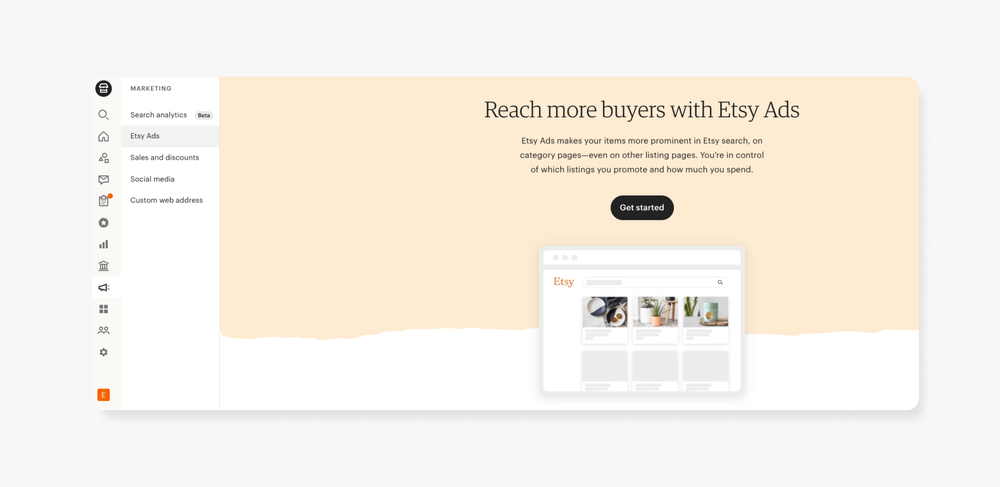 MARKETING
Search analytics Beta
Etsy Ads
Sales and discounts
Social media
Custom web address
E
Reach more buyers with Etsy Ads
Etsy Ads makes your items more prominent in Etsy search, on
category pages—even on other listing pages. You’re in control
of which listings you promote and how much you spend.
Get started
Etsy